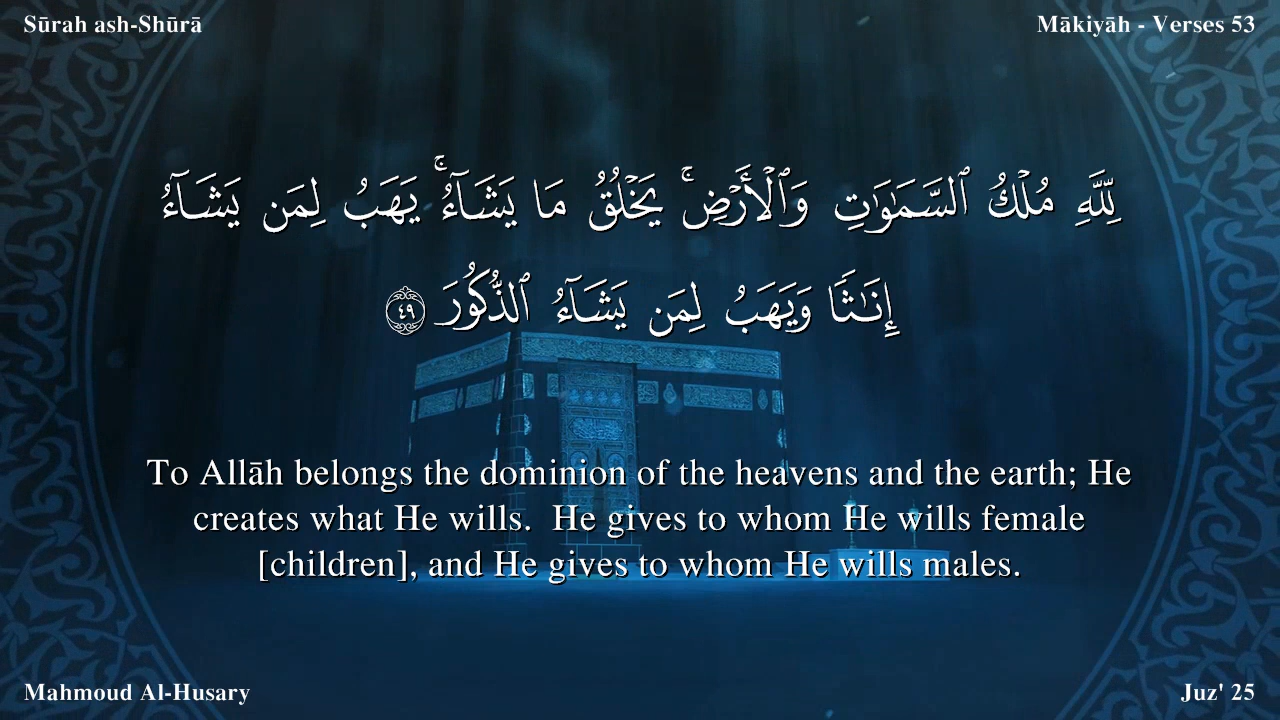 Sūrah ash-Shūrā
Mākiyāh - Verses 53
لِّلَّهِ مُلْكُ ٱلسَّمَـٰوَٰتِ وَٱلْأَرْضِ ۚ يَخْلُقُ مَا يَشَآءُ ۚ يَهَبُ لِمَن يَشَآءُ
إِنَـٰثًا وَيَهَبُ لِمَن يَشَآءُ ٱلذُّكُورَ ٤٩
To Allāh belongs the dominion of the heavens and the earth; He
creates what He wills.  He gives to whom He wills female
[children], and He gives to whom He wills males.
Mahmoud Al-Husary
Juz' 25